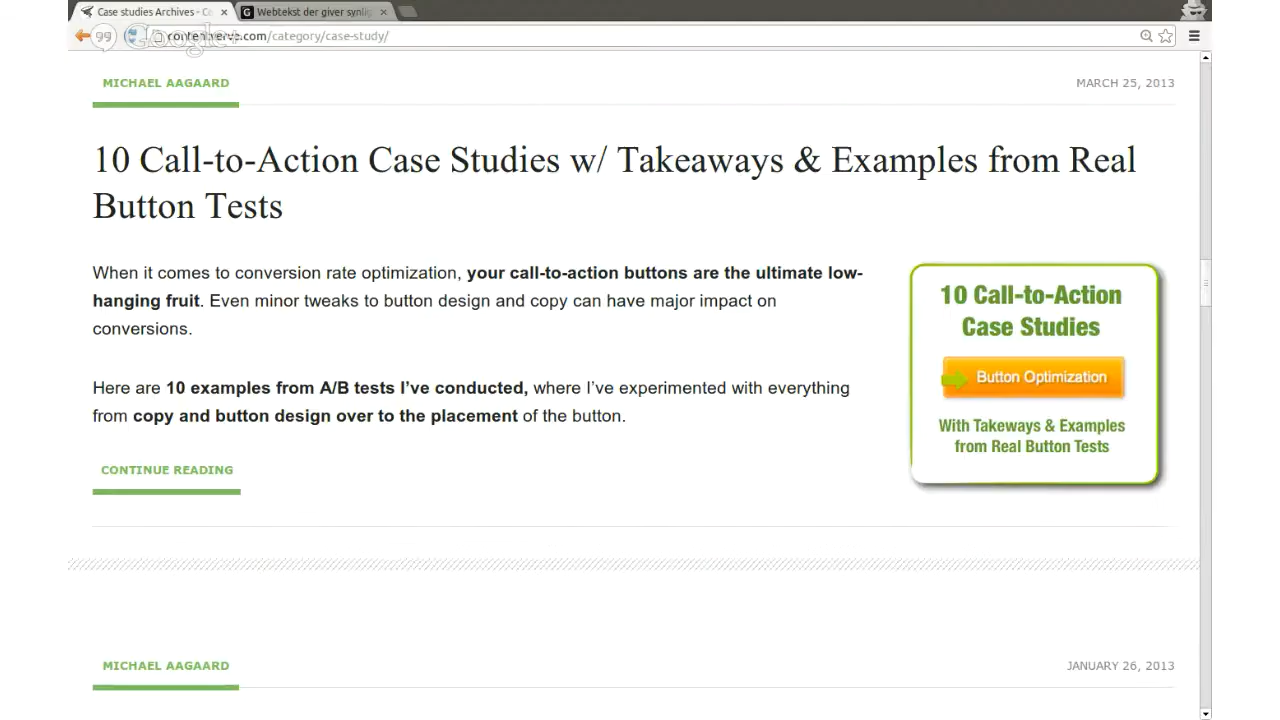 Case studies Archives - Co
Webtekst der giver synlig
Google+
contentverve.com/category/case-study/
MICHAEL AAGAARD
MARCH 25, 2013
10 Call-to-Action Case Studies w/ Takeaways & Examples from Real
Button Tests
When it comes to conversion rate optimization, your call-to-action buttons are the ultimate low-
hanging fruit. Even minor tweaks to button design and copy can have major impact on
conversions.
Here are 10 examples from A/B tests I’ve conducted, where I’ve experimented with everything
from copy and button design over to the placement of the button.
CONTINUE READING
10 Call-to-Action
Case Studies
Button Optimization
With Takeways & Examples
from Real Button Tests
MICHAEL AAGAARD
JANUARY 26, 2013